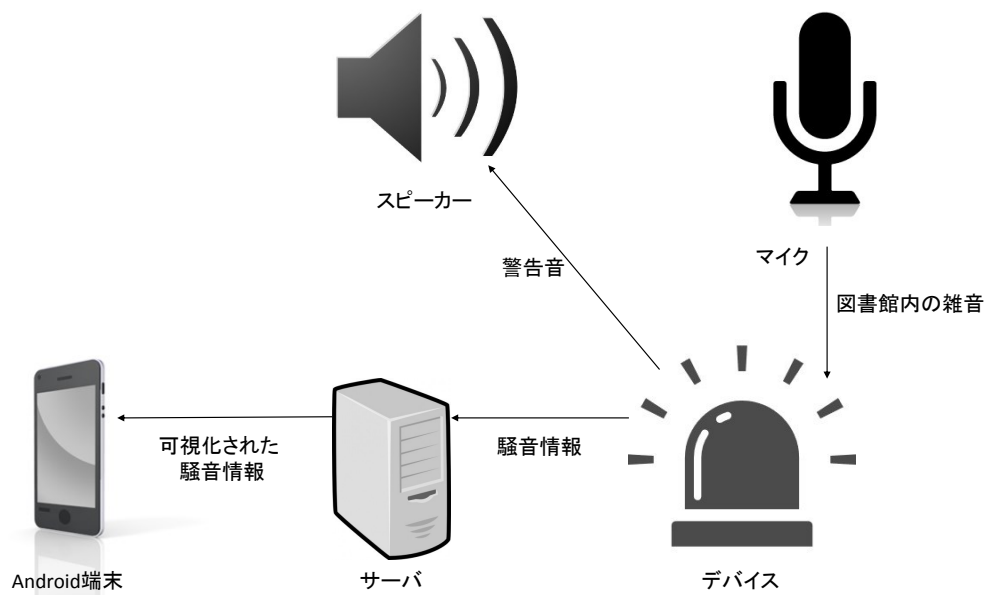 スピーカー
マイク
警告音
図書館内の雑音
可視化された
騒音情報
騒音情報
Android端末
サーバ
デバイス